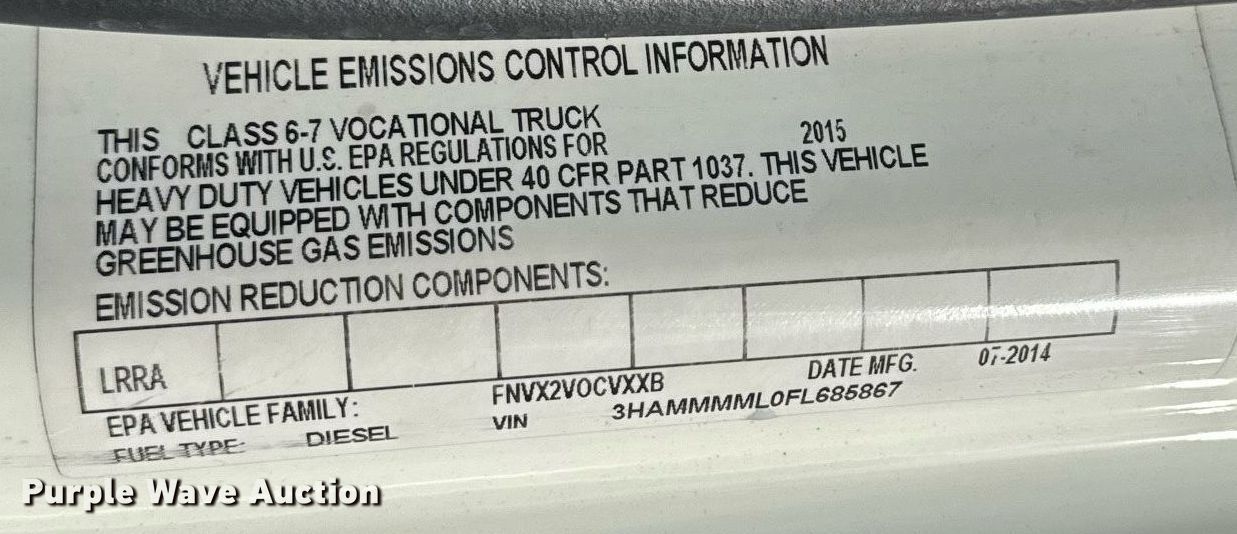 VEHICLE EMISSIONS CONTROL INFORMATION
THIS CLASS 6-7 VOCATIONAL TRUCK
CONFORMS WITH U.S. EPA REGULATIONS FOR 2015
HEAVY DUTY VEHICLES UNDER 40 CFR PART 1037. THIS VEHICLE
MAY BE EQUIPPED WITH COMPONENTS THAT REDUCE
GREENHOUSE GAS EMISSIONS
EMISSION REDUCTION COMPONENTS:
LRRA
EPA VEHICLE FAMILY: FNVX2VOCVXXB DATE MFG. 07-2014
FUEL TYPE: DIESEL VIN 3HAMMMML0FL685867
Purple Wave Auction